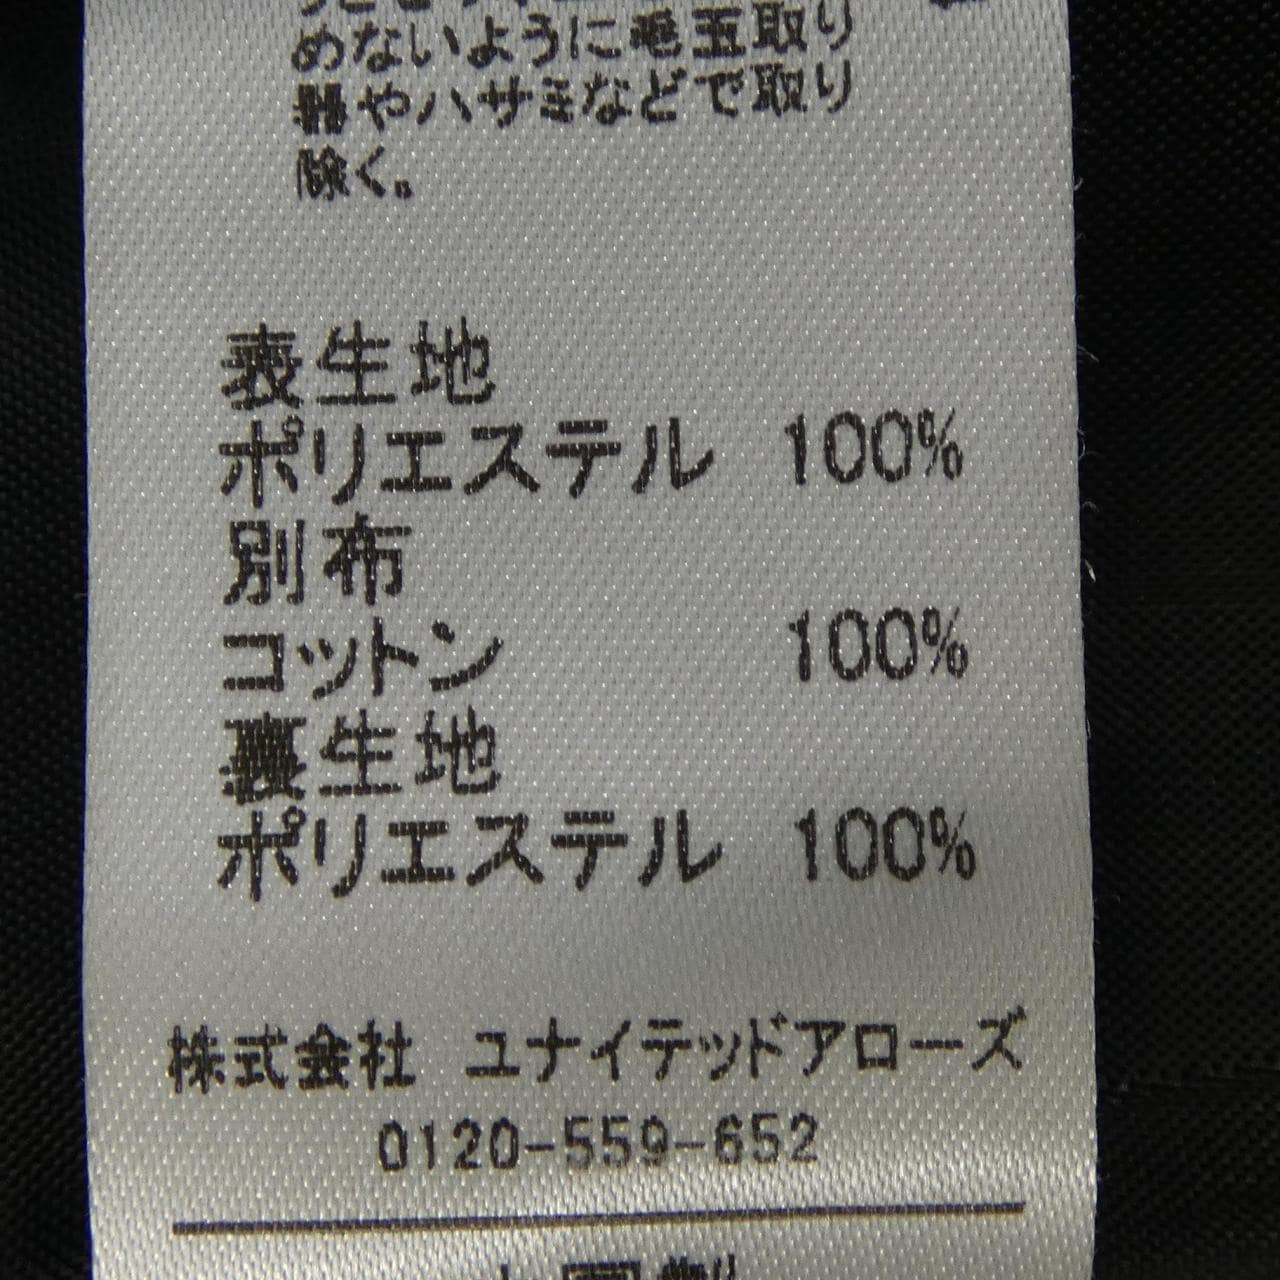 めないように毛玉取り
器やハサミなどで取り
除く。
表生地
ポリエステル 100%
別布
コットン 100%
裏生地
ポリエステル 100%
株式会社 ユナイテッドアローズ
0120-559-652